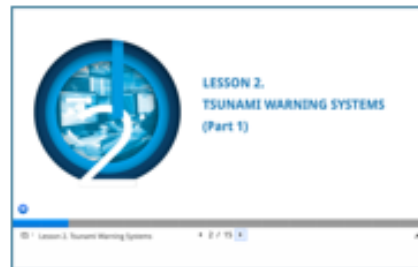 LESSON 2.
TSUNAMI WARNING SYSTEMS
(Part 1)
Lesson 2. Tsunami Warning Systems
2 / 15